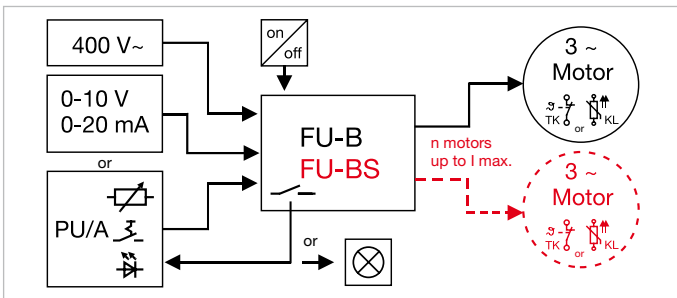 400 V~
on
off
0-10 V
0-20 mA
or
PU/A
FU-B
FU-BS
or
n motors
up to I max.
3 ~
Motor
TK
or
KL
3 ~
Motor
TK
or
KL